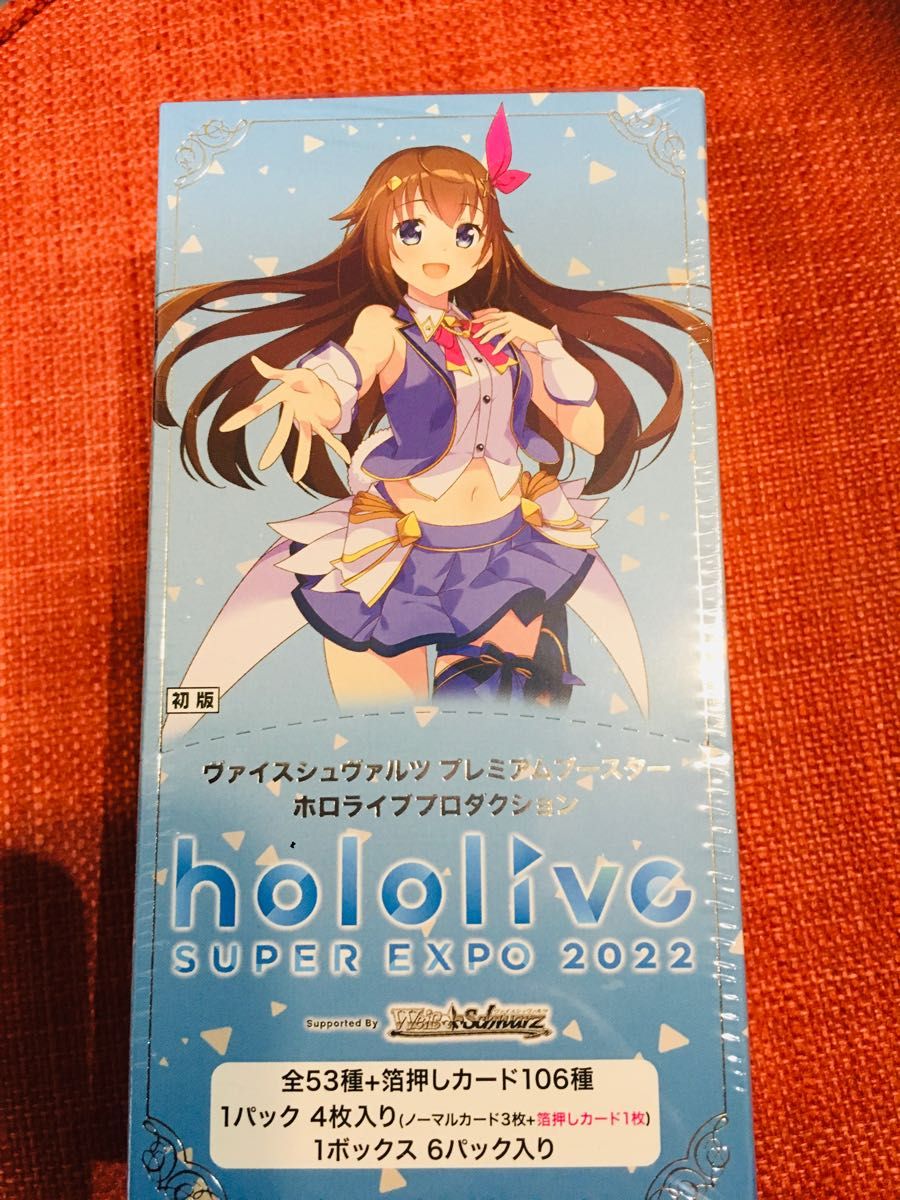 初版
ヴァイスシュヴァルツ プレミアムブースター
ホロライブプロダクション
hololive
SUPER EXPO 2022
Supported By Weiß Schwarz
全53種+箔押しカード106種
1パック 4枚入り(ノーマルカード3枚+箔押しカード1枚)
1ボックス 6パック入り